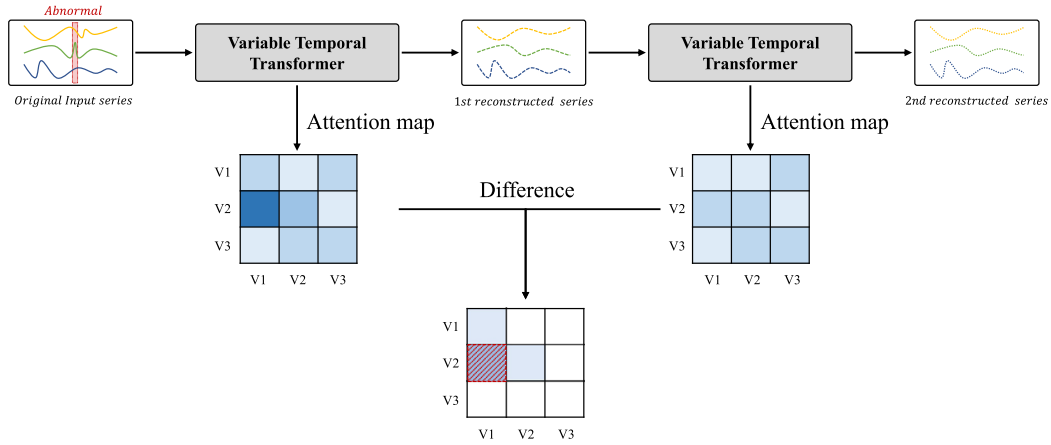 Abnormal
Variable Temporal
Transformer
Variable Temporal
Transformer
Original Input series
1st reconstructed series
2nd reconstructed series
Attention map
Attention map
V1
V2
V3
V1 V2 V3
Difference
V1
V2
V3
V1 V2 V3
V1
V2
V3
V1 V2 V3